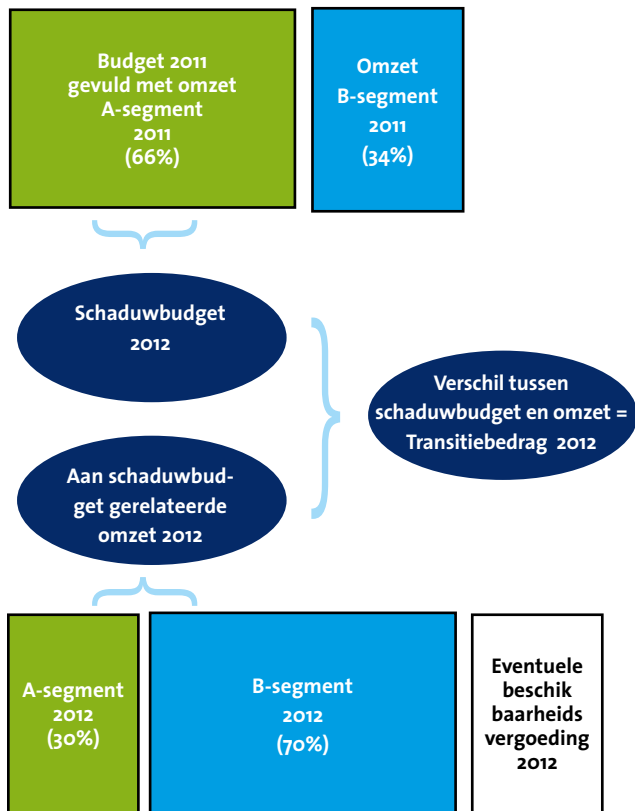 Budget 2011
gevuld met omzet
A-segment
2011
(66%)
Omzet
B-segment
2011
(34%)
Schaduwbudget
2012
Verschil tussen
schaduwbudget en omzet =
Transitiebedrag 2012
Aan schaduwbud-
get gerelateerde
omzet 2012
A-segment
2012
(30%)
B-segment
2012
(70%)
Eventuele
beschik
baarheids
vergoeding
2012